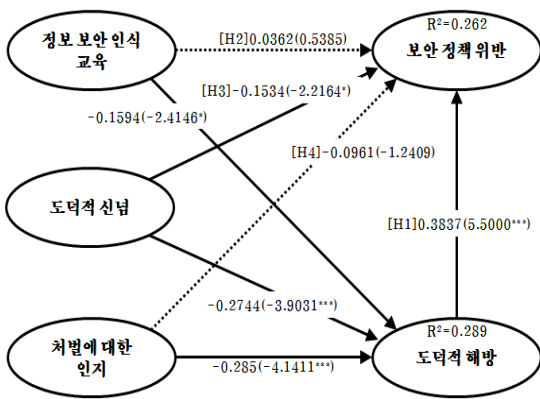 정보 보안 인식
교육
[H2]0.0362(0.5385)
R²=0.262
보안 정책 위반
[H3]-0.1534(-2.2164*)
-0.1594(-2.4146*)
[H4]-0.0961(-1.2409)
도덕적 신념
[H1]0.3837(5.5000***)
-0.2744(-3.9031***)
처벌에 대한
인지
-0.285(-4.1411***)
R²=0.289
도덕적 해방